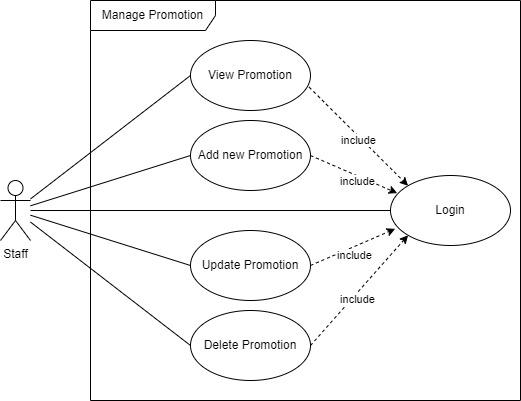 Manage Promotion
View Promotion
include
Add new Promotion
include
Login
Staff
Update Promotion
include
Delete Promotion
include